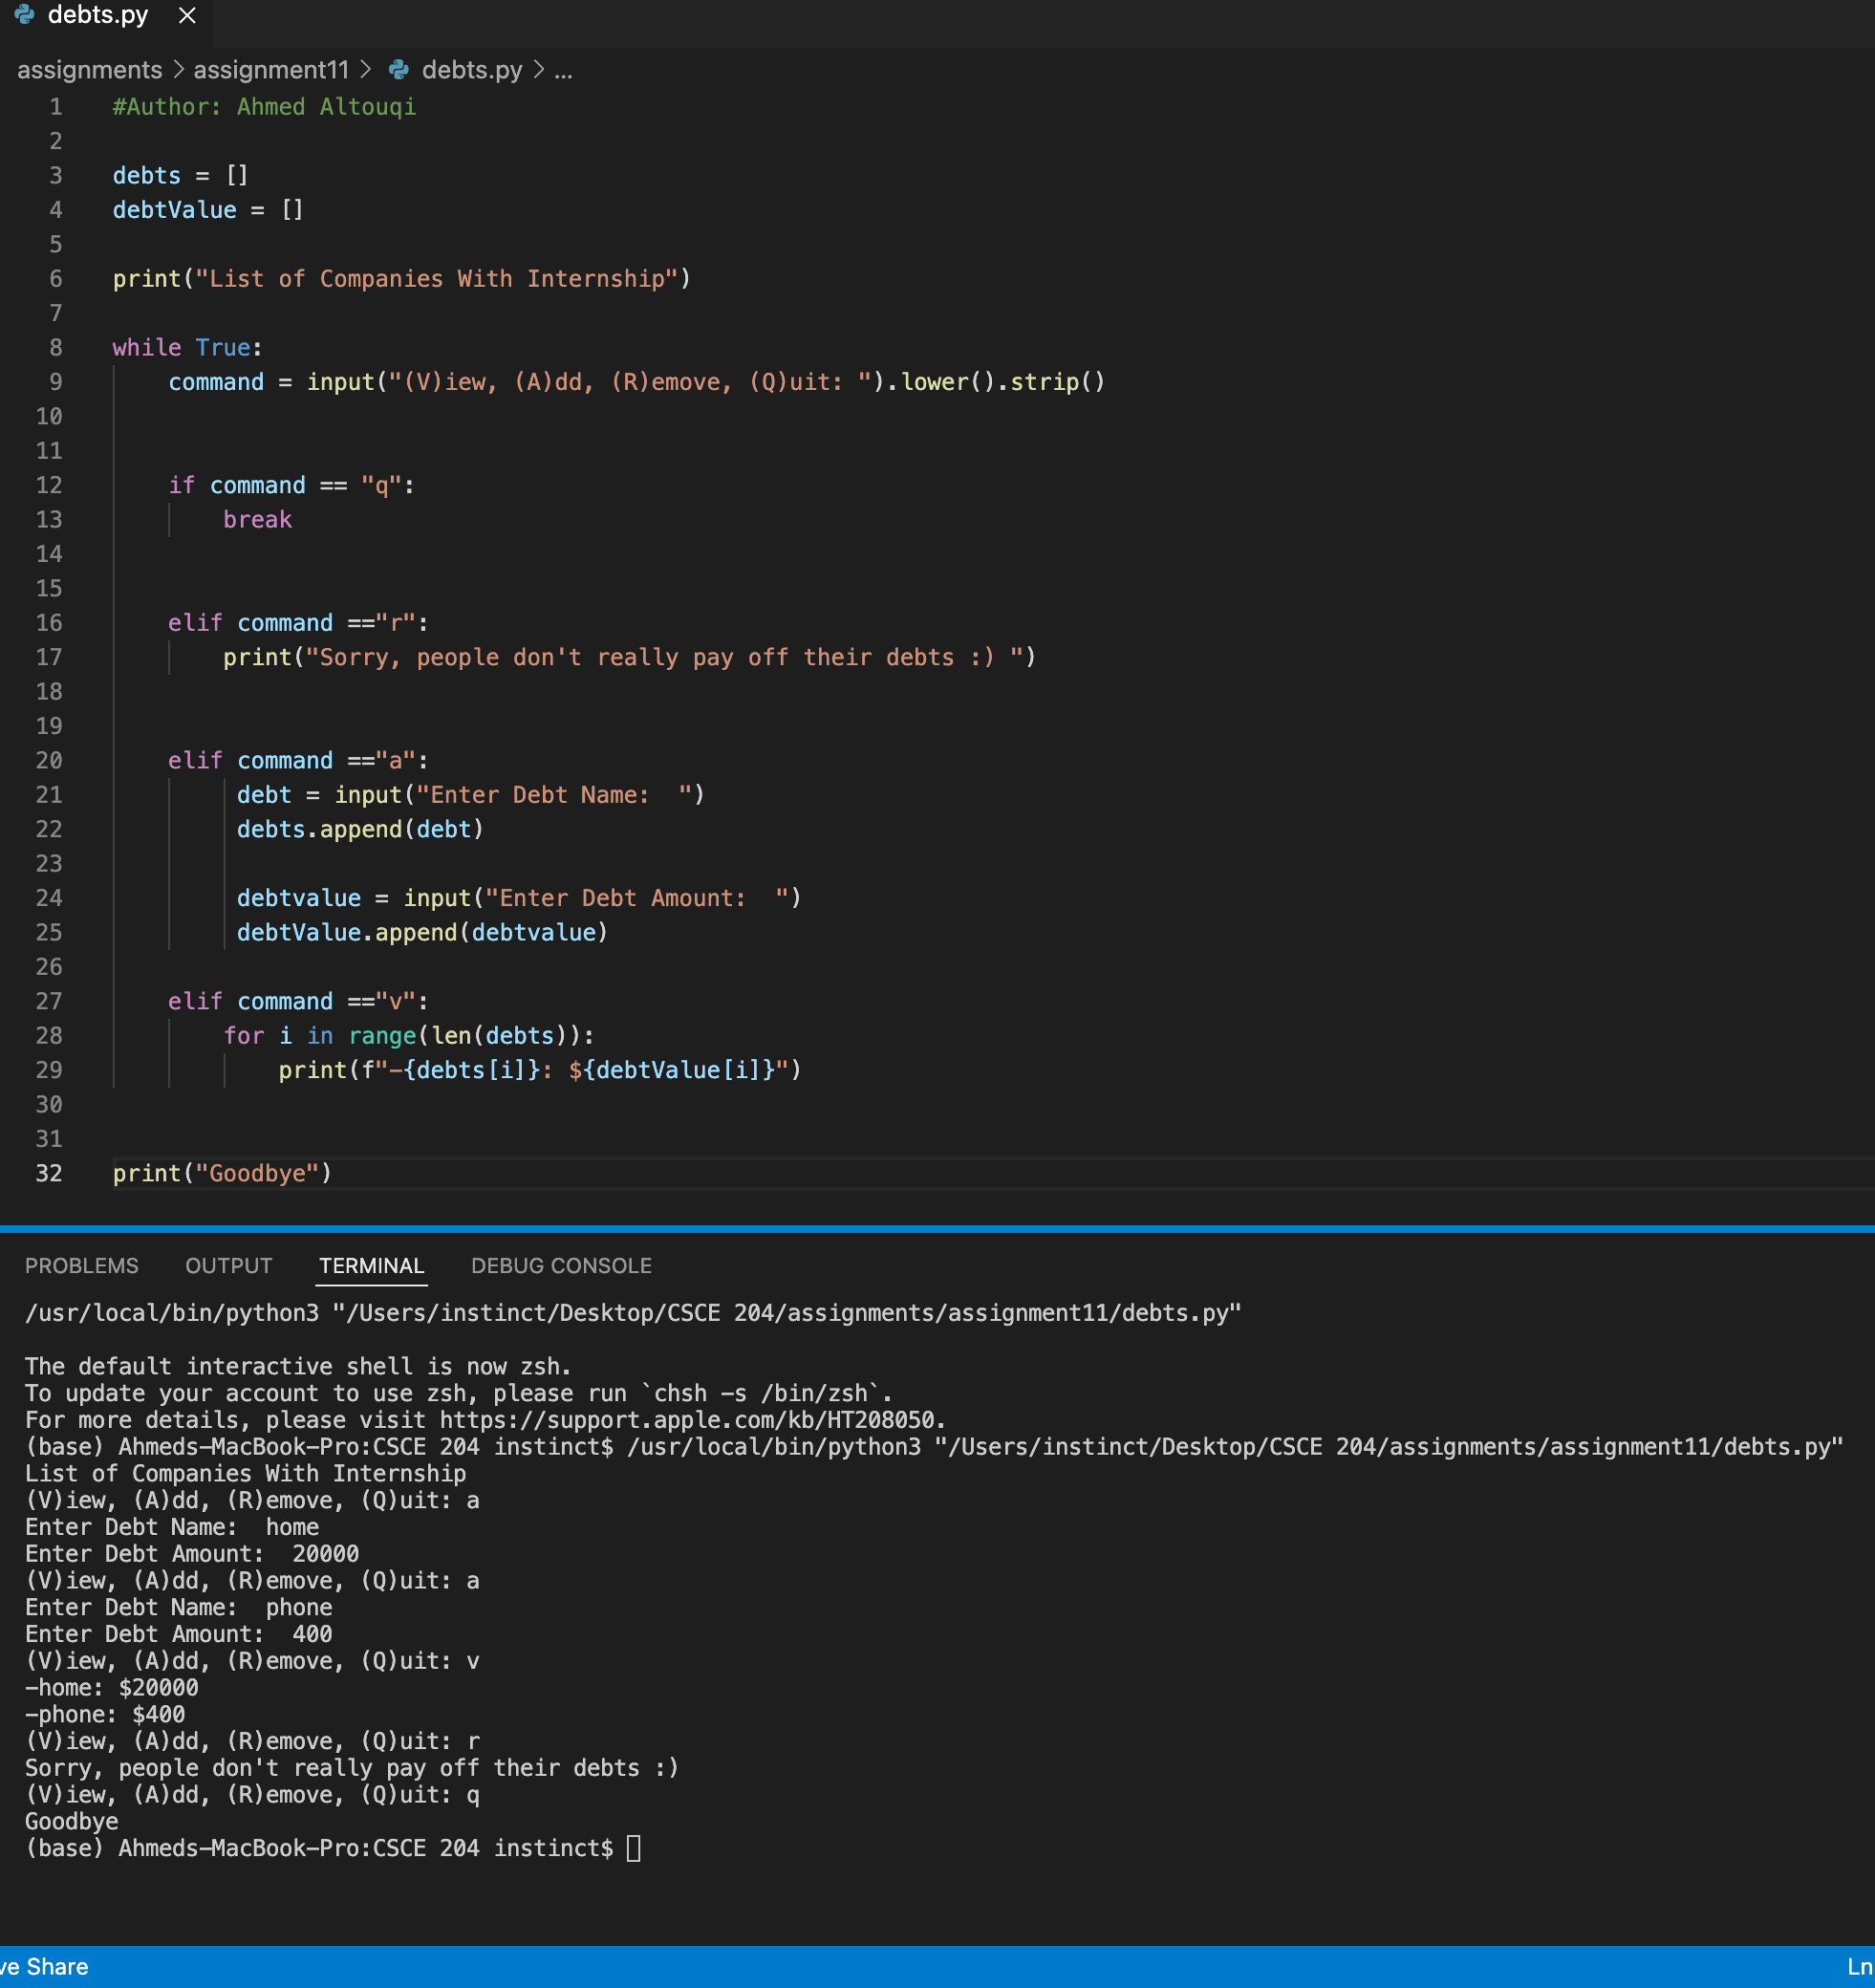 debts.py ×
assignments > assignment11 > debts.py > ...
1 #Author: Ahmed Altouqi
2
3 debts = []
4 debtValue = []
5
6 print("List of Companies With Internship")
7
8 while True:
9     command = input("(V)iew, (A)dd, (R)emove, (Q)uit: ").lower().strip()
10
11
12     if command == "q":
13         break
14
15
16     elif command =="r":
17         print("Sorry, people don't really pay off their debts :) ")
18
19
20     elif command =="a":
21          debt = input("Enter Debt Name:  ")
22          debts.append(debt)
23
24          debtvalue = input("Enter Debt Amount:  ")
25          debtValue.append(debtvalue)
26
27     elif command =="v":
28         for i in range(len(debts)):
29             print(f"-{debts[i]}: ${debtValue[i]}")
30
31
32 print("Goodbye")
PROBLEMS OUTPUT TERMINAL DEBUG CONSOLE
/usr/local/bin/python3 "/Users/instinct/Desktop/CSCE 204/assignments/assignment11/debts.py"
The default interactive shell is now zsh.
To update your account to use zsh, please run `chsh -s /bin/zsh`.
For more details, please visit https://support.apple.com/kb/HT208050.
(base) Ahmeds-MacBook-Pro:CSCE 204 instinct$ /usr/local/bin/python3 "/Users/instinct/Desktop/CSCE 204/assignments/assignment11/debts.py"
List of Companies With Internship
(V)iew, (A)dd, (R)emove, (Q)uit: a
Enter Debt Name:  home
Enter Debt Amount:  20000
(V)iew, (A)dd, (R)emove, (Q)uit: a
Enter Debt Name:  phone
Enter Debt Amount:  400
(V)iew, (A)dd, (R)emove, (Q)uit: v
-home: $20000
-phone: $400
(V)iew, (A)dd, (R)emove, (Q)uit: r
Sorry, people don't really pay off their debts :)
(V)iew, (A)dd, (R)emove, (Q)uit: q
Goodbye
(base) Ahmeds-MacBook-Pro:CSCE 204 instinct$
ve Share Ln